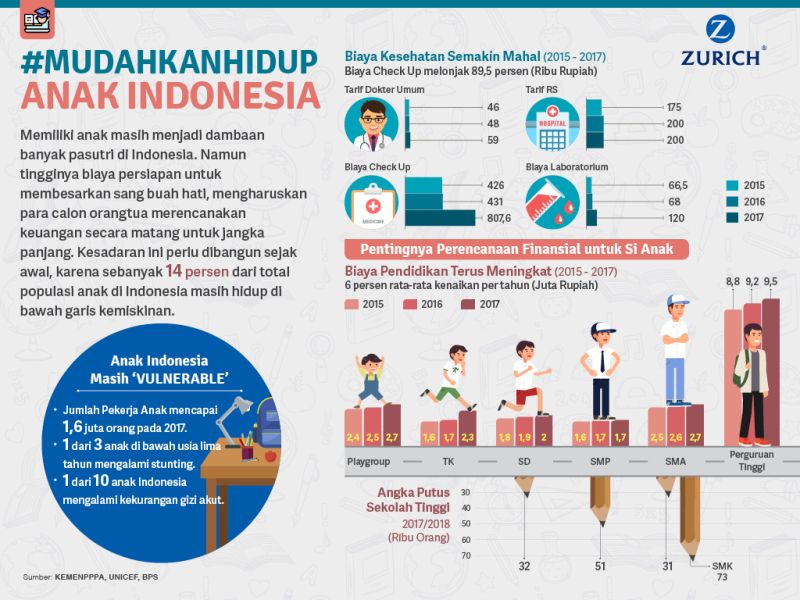 #MUDAHKANHIDUP
ANAK INDONESIA
Memiliki anak masih menjadi dambaan
banyak pasutri di Indonesia. Namun
tingginya biaya persiapan untuk
membesarkan sang buah hati, mengharuskan
para calon orangtua merencanakan
keuangan secara matang untuk jangka
panjang. Kesadaran ini perlu dibangun sejak
awal, karena sebanyak 14 persen dari total
populasi anak di Indonesia masih hidup di
bawah garis kemiskinan.
Anak Indonesia
Masih ‘VULNERABLE’
• Jumlah Pekerja Anak mencapai
1,6 juta orang pada 2017.
• 1 dari 3 anak di bawah usia lima
tahun mengalami stunting.
• 1 dari 10 anak Indonesia
mengalami kekurangan gizi akut.
Sumber: KEMENPPPA, UNICEF, BPS
ZURICH®
Biaya Kesehatan Semakin Mahal (2015 - 2017)
Biaya Check Up melonjak 89,5 persen (Ribu Rupiah)
Tarif Dokter Umum
46
48
59
Tarif RS
HOSPITAL
175
200
200
Biaya Check Up
MEDICARE
426
431
807,6
Biaya Laboratorium
66,5
68
120
2015
2016
2017
Pentingnya Perencanaan Finansial untuk Si Anak
Biaya Pendidikan Terus Meningkat (2015 - 2017)
6 persen rata-rata kenaikan per tahun (Juta Rupiah)
2015 2016 2017
8,8 9,2 9,5
2,4 2,5 2,7
1,6 1,7 2,3
1,8 1,9 2
1,6 1,7 1,7
2,5 2,6 2,7
Playgroup TK SD SMP SMA Perguruan
Tinggi
Angka Putus
Sekolah Tinggi
2017/2018
(Ribu Orang)
30
40
50
60
70
32 51 31 SMK
73